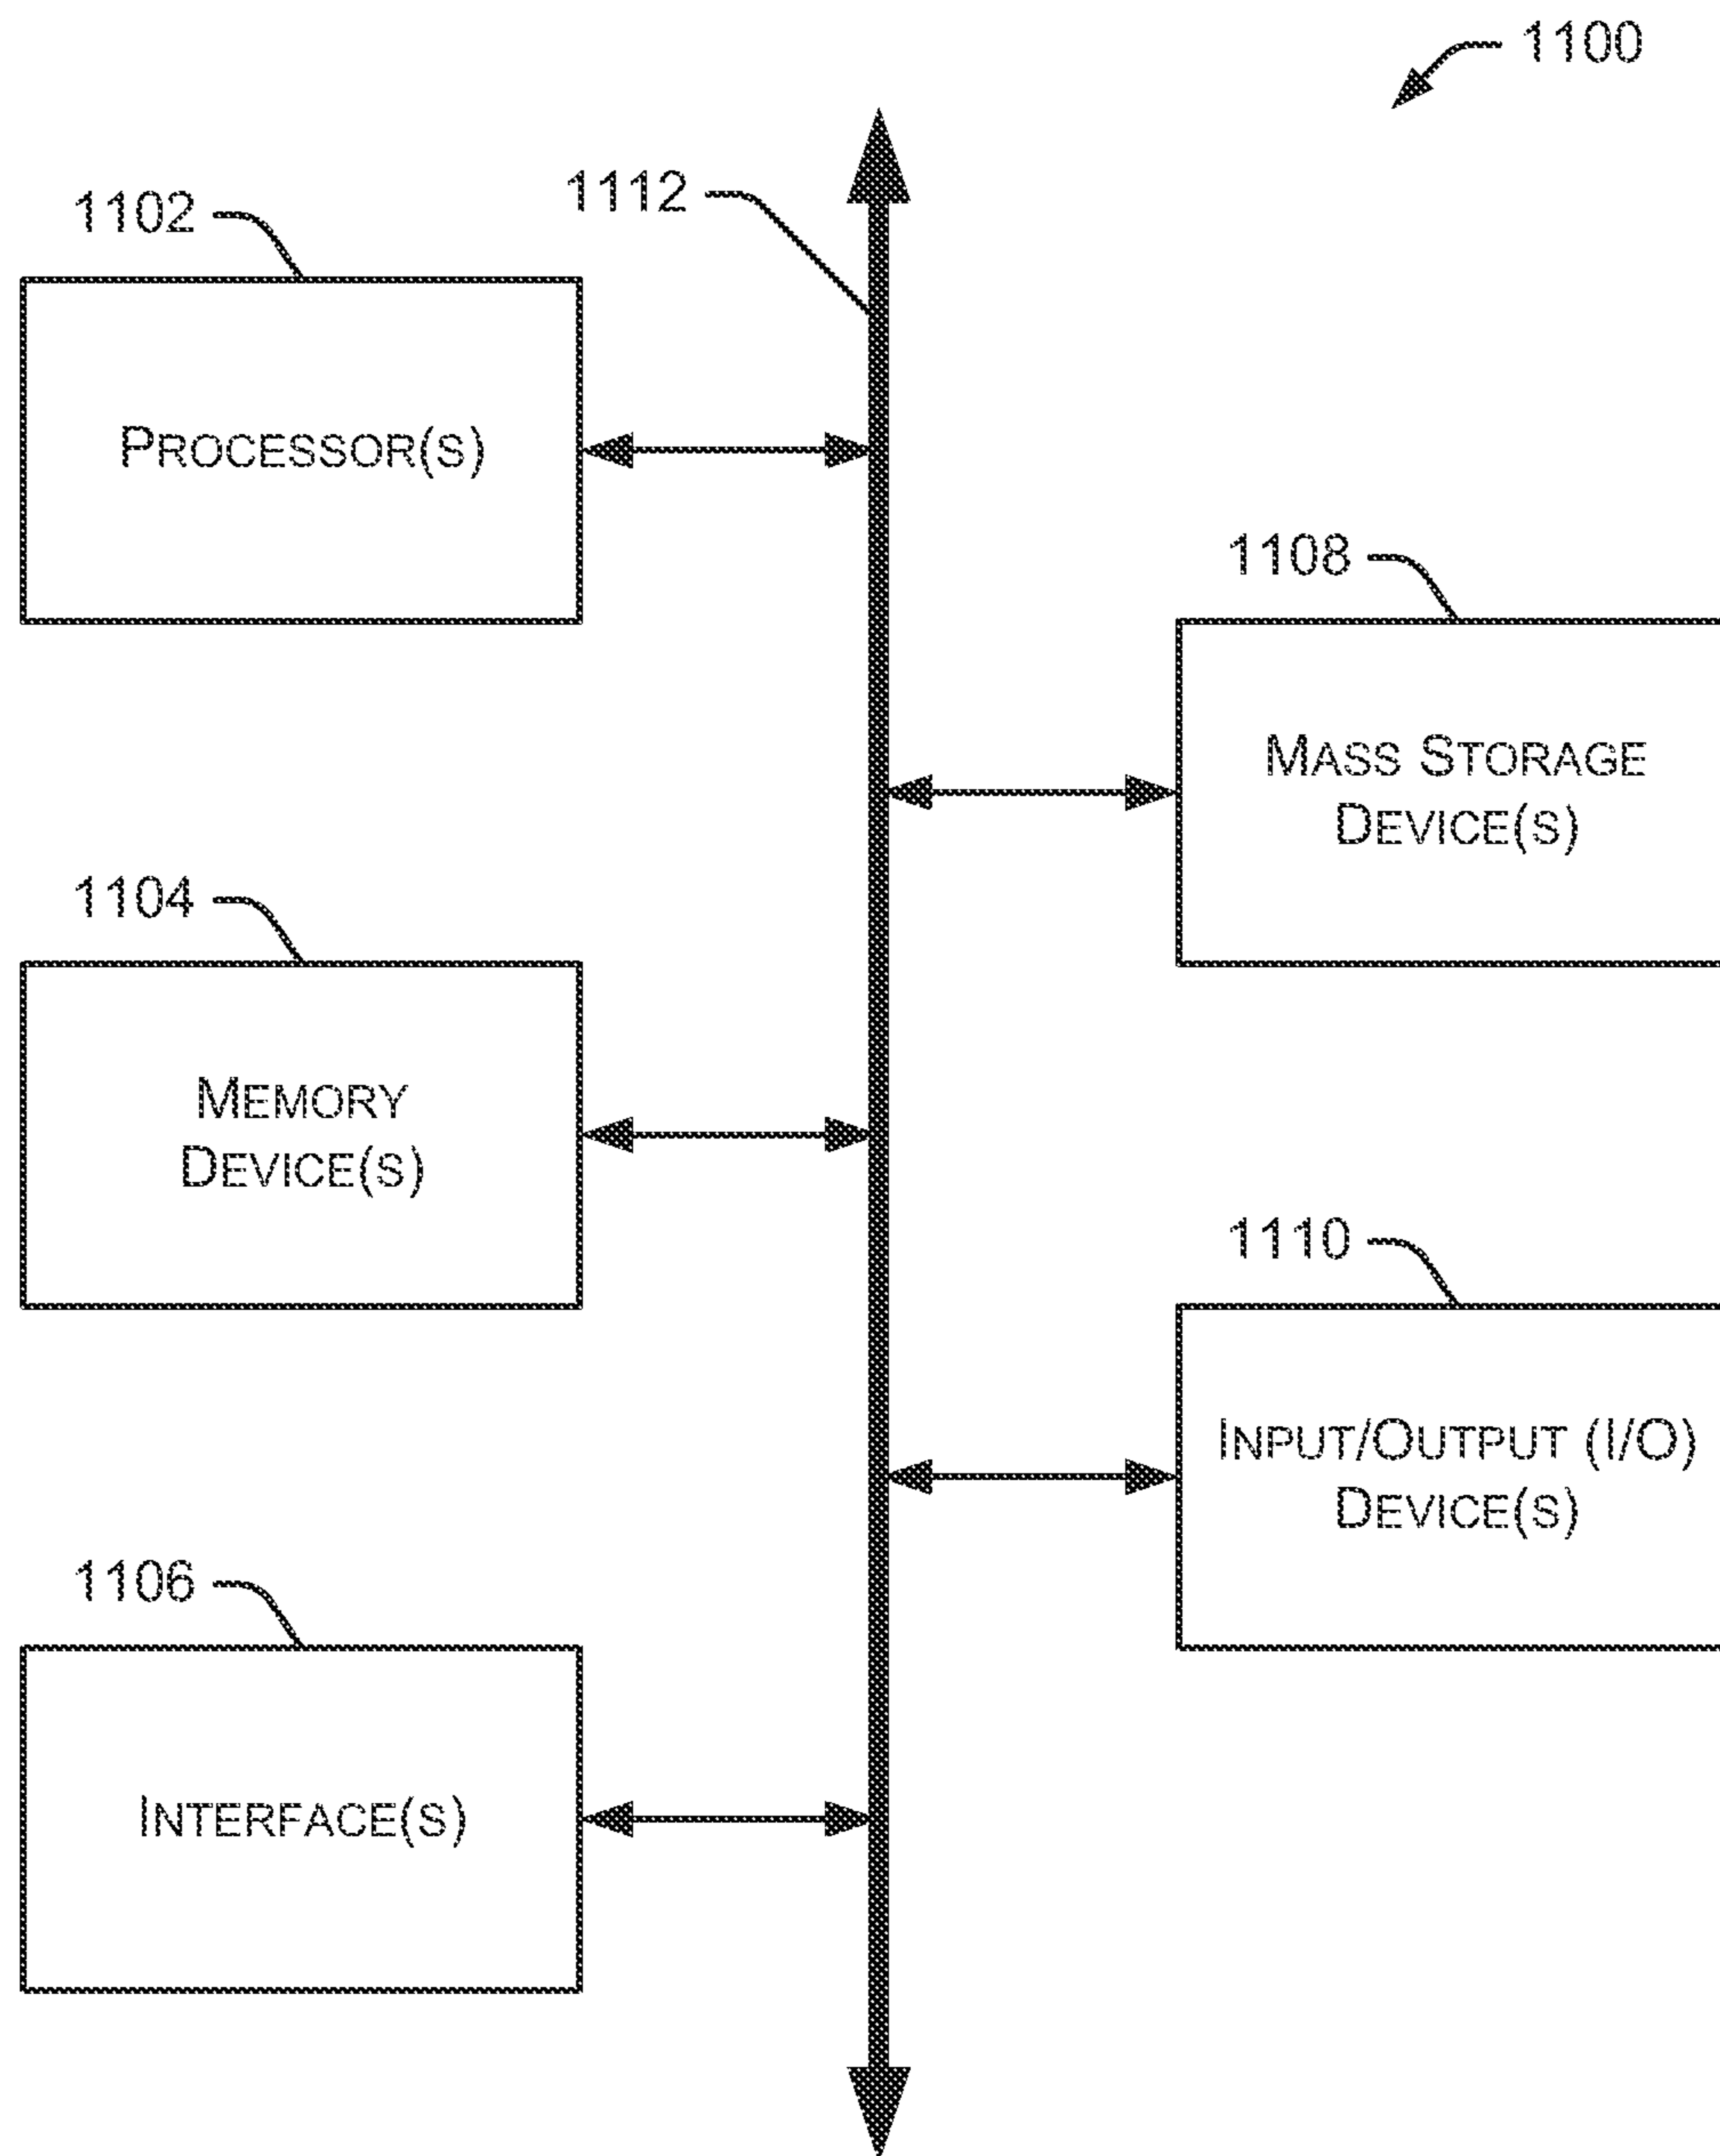 1100
1112
1102
PROCESSOR(S)
1108
MASS STORAGE
DEVICE(S)
1104
MEMORY
DEVICE(S)
1110
INPUT/OUTPUT (I/O)
DEVICE(S)
1106
INTERFACE(S)